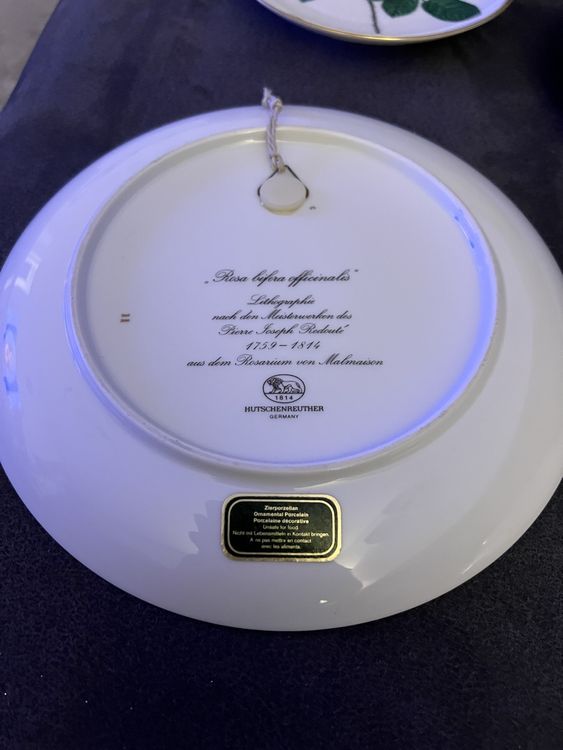 „Rosa bifera officinalis"
Lithographie
nach den Meisterwerken des
Pierre Joseph Redouté
1759 – 1814
aus dem Rosarium von Malmaison
1814
HUTSCHENREUTHER
GERMANY
Zierporzellan
Ornamental Porcelain
Porcelaine décorative
Unsafe for food
Nicht mit Lebensmitteln in Kontakt bringen.
A ne pas mettre en contact
avec les aliments.